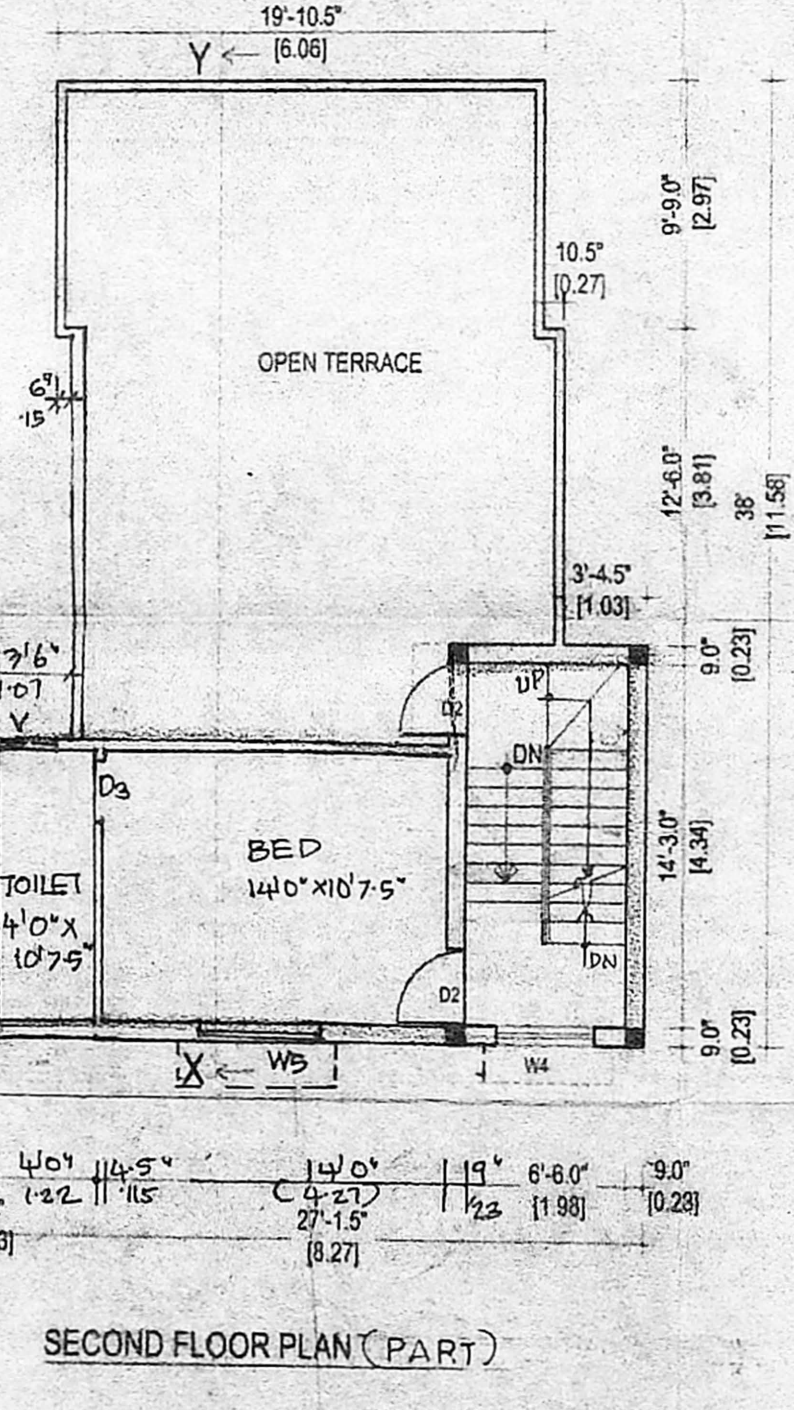 19'-10.5"
[6.06]
Y
9'-9.0"
[2.97]
10.5"
[0.27]
OPEN TERRACE
6"
.15
12'-6.0"
[3.81]
38'
[11.58]
3'-4.5"
[1.03]
3'6"
1.07
9.0"
[0.23]
UP
D2
DN
D3
BED
14'0" X10'7.5"
14'-3.0"
[4.34]
TOILET
4'0" X
10'7.5"
DN
D2
9.0"
[0.23]
X
W5
W4
4'0"
1.22
4.5"
.115
14'0"
(4.27)
9"
.23
6'-6.0"
[1.98]
9.0"
[0.23]
27'-1.5"
[8.27]
SECOND FLOOR PLAN (PART)